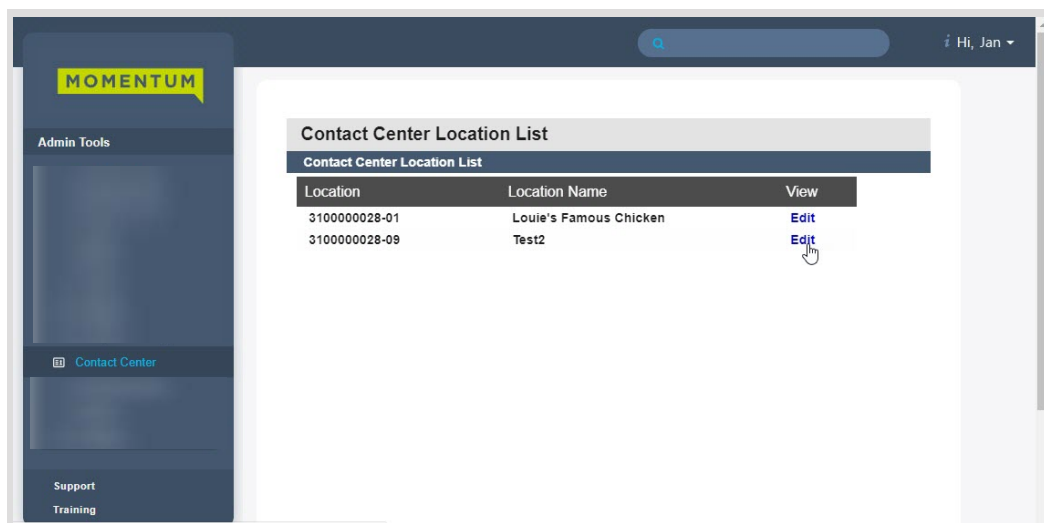 i Hi, Jan
MOMENTUM
Admin Tools
Contact Center
Support
Training
Contact Center Location List
Contact Center Location List
Location Location Name View
3100000028-01 Louie's Famous Chicken Edit
3100000028-09 Test2 Edit